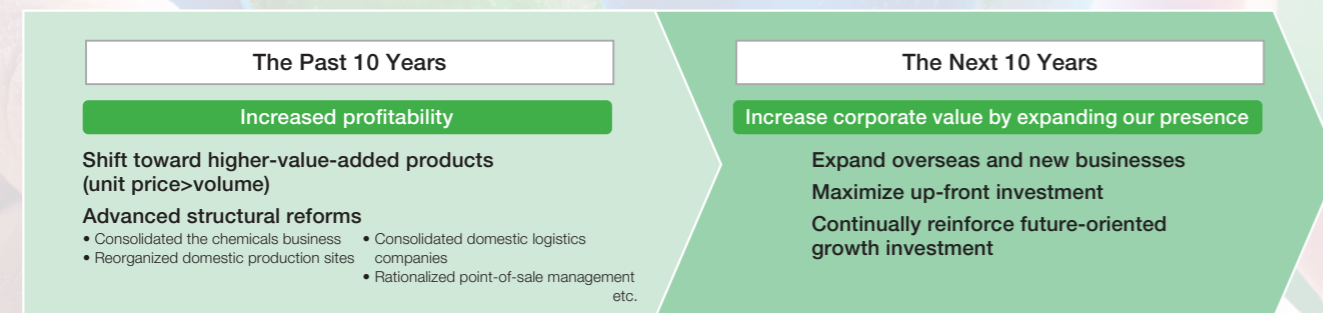 The Past 10 Years
Increased profitability
Shift toward higher-value-added products
(unit price>volume)
Advanced structural reforms
• Consolidated the chemicals business
• Reorganized domestic production sites
• Consolidated domestic logistics
companies
• Rationalized point-of-sale management
etc.
The Next 10 Years
Increase corporate value by expanding our presence
Expand overseas and new businesses
Maximize up-front investment
Continually reinforce future-oriented
growth investment